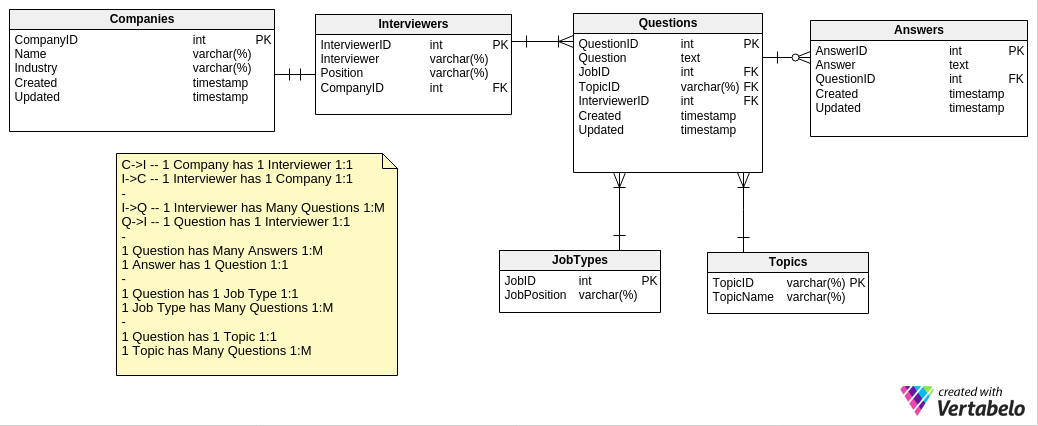 Companies
CompanyID int PK
Name varchar(%)
Industry varchar(%)
Created timestamp
Updated timestamp
Interviewers
InterviewerID int PK
Interviewer varchar(%)
Position varchar(%)
CompanyID int FK
Questions
QuestionID int PK
Question text
JobID int FK
TopicID varchar(%) FK
InterviewerID int FK
Created timestamp
Updated timestamp
Answers
AnswerID int PK
Answer text
QuestionID int FK
Created timestamp
Updated timestamp
C->I -- 1 Company has 1 Interviewer 1:1
I->C -- 1 Interviewer has 1 Company 1:1
-
I->Q -- 1 Interviewer has Many Questions 1:M
Q->I -- 1 Question has 1 Interviewer 1:1
-
1 Question has Many Answers 1:M
1 Answer has 1 Question 1:1
-
1 Question has 1 Job Type 1:1
1 Job Type has Many Questions 1:M
-
1 Question has 1 Topic 1:1
1 Topic has Many Questions 1:M
JobTypes
JobID int PK
JobPosition varchar(%)
Topics
TopicID varchar(%) PK
TopicName varchar(%)
created with
Vertabelo